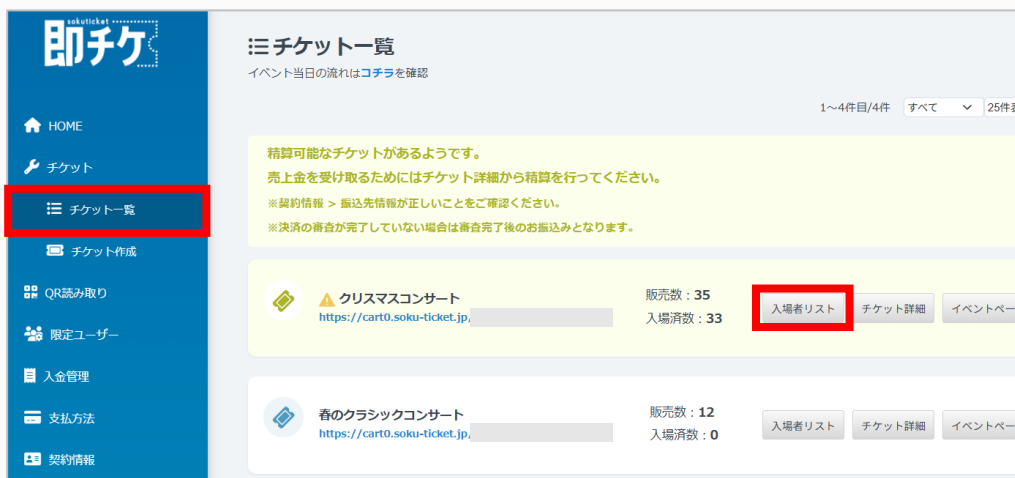 sokuticket
即チケ
HOME
チケット
チケット一覧
チケット作成
QR読み取り
限定ユーザー
入金管理
支払方法
契約情報
チケット一覧
イベント当日の流れはコチラを確認
1～4件目/4件 すべて 25件
精算可能なチケットがあるようです。
売上金を受け取るためにはチケット詳細から精算を行ってください。
※契約情報 > 振込先情報が正しいことをご確認ください。
※決済の審査が完了していない場合は審査完了後のお振込みとなります。
クリスマスコンサート
https://cart0.soku-ticket.jp/
販売数：35
入場済数：33
入場者リスト チケット詳細 イベントペー
春のクラシックコンサート
https://cart0.soku-ticket.jp/
販売数：12
入場済数：0
入場者リスト チケット詳細 イベントペー